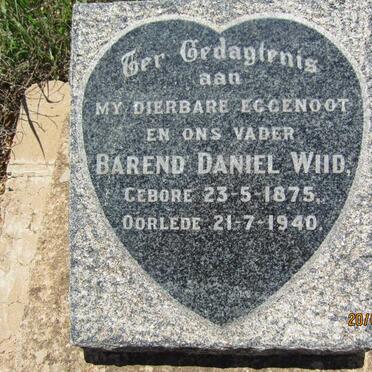 Ter Gedagtenis
aan
MY DIERBARE EGGENOOT
EN ONS VADER
BAREND DANIEL WIID,
GEBORE 23-5-1875,
OORLEDE 21-7-1940.
20/